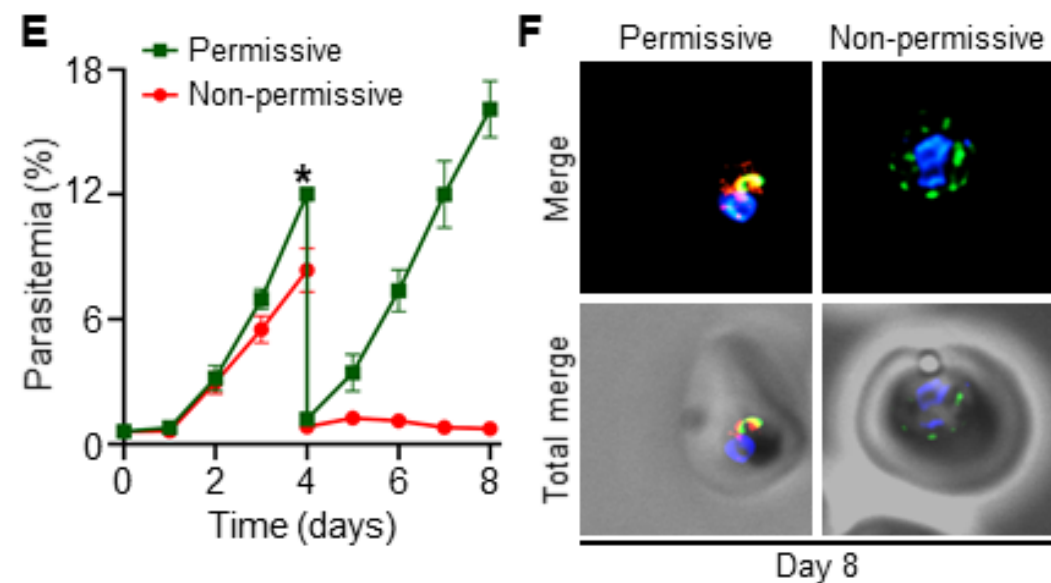 E
Permissive
Non-permissive
18
12
6
0
*
Parasitemia (%)
0 2 4 6 8
Time (days)
F
Permissive Non-permissive
Merge
Total merge
Day 8